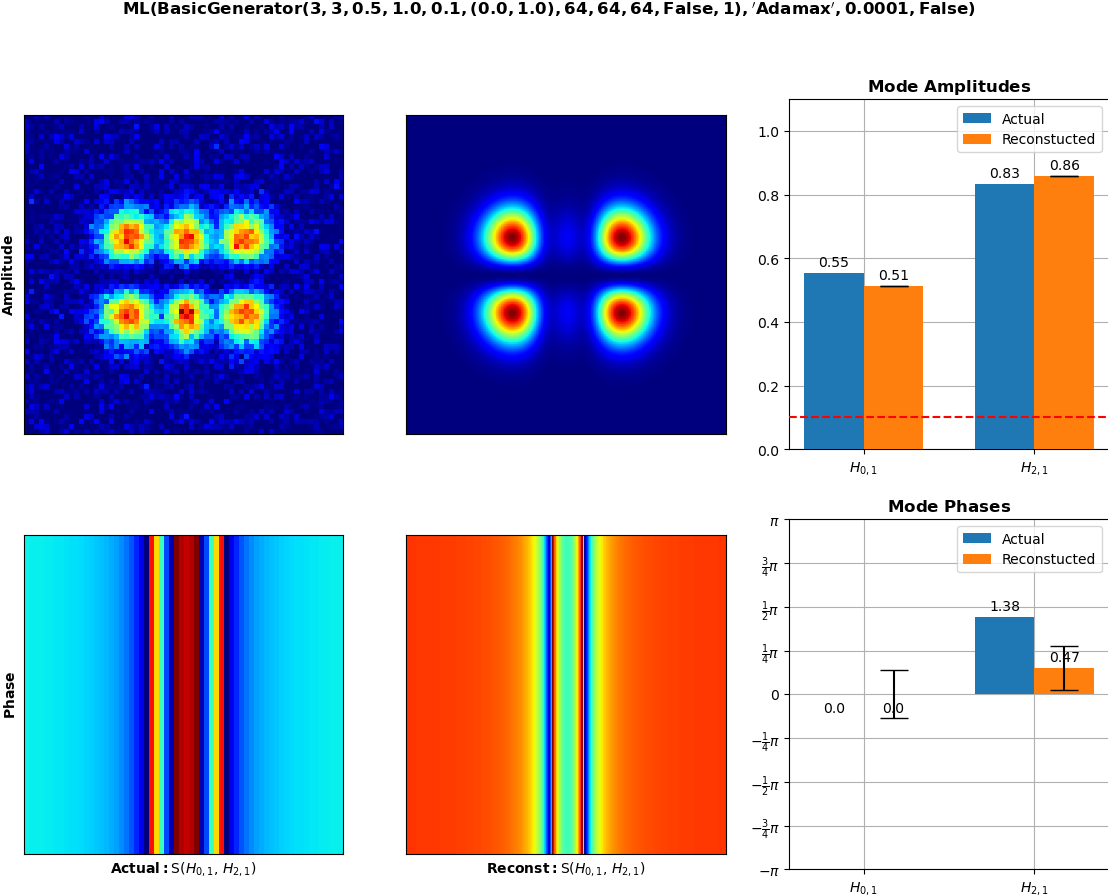 ML(BasicGenerator(3, 3, 0.5, 1.0, 0.1, (0.0, 1.0), 64, 64, 64, False, 1), 'Adamax', 0.0001, False)
Amplitude
Mode Amplitudes
Actual
Reconstucted
1.0
0.8
0.6
0.4
0.2
0.0
0.55
0.51
0.83
0.86
H0,1
H2,1
Phase
Actual: S(H0,1, H2,1)
Reconst: S(H0,1, H2,1)
Mode Phases
Actual
Reconstucted
π
3/4π
1/2π
1/4π
0
−1/4π
−1/2π
−3/4π
−π
0.0
0.0
1.38
0.47
H0,1
H2,1